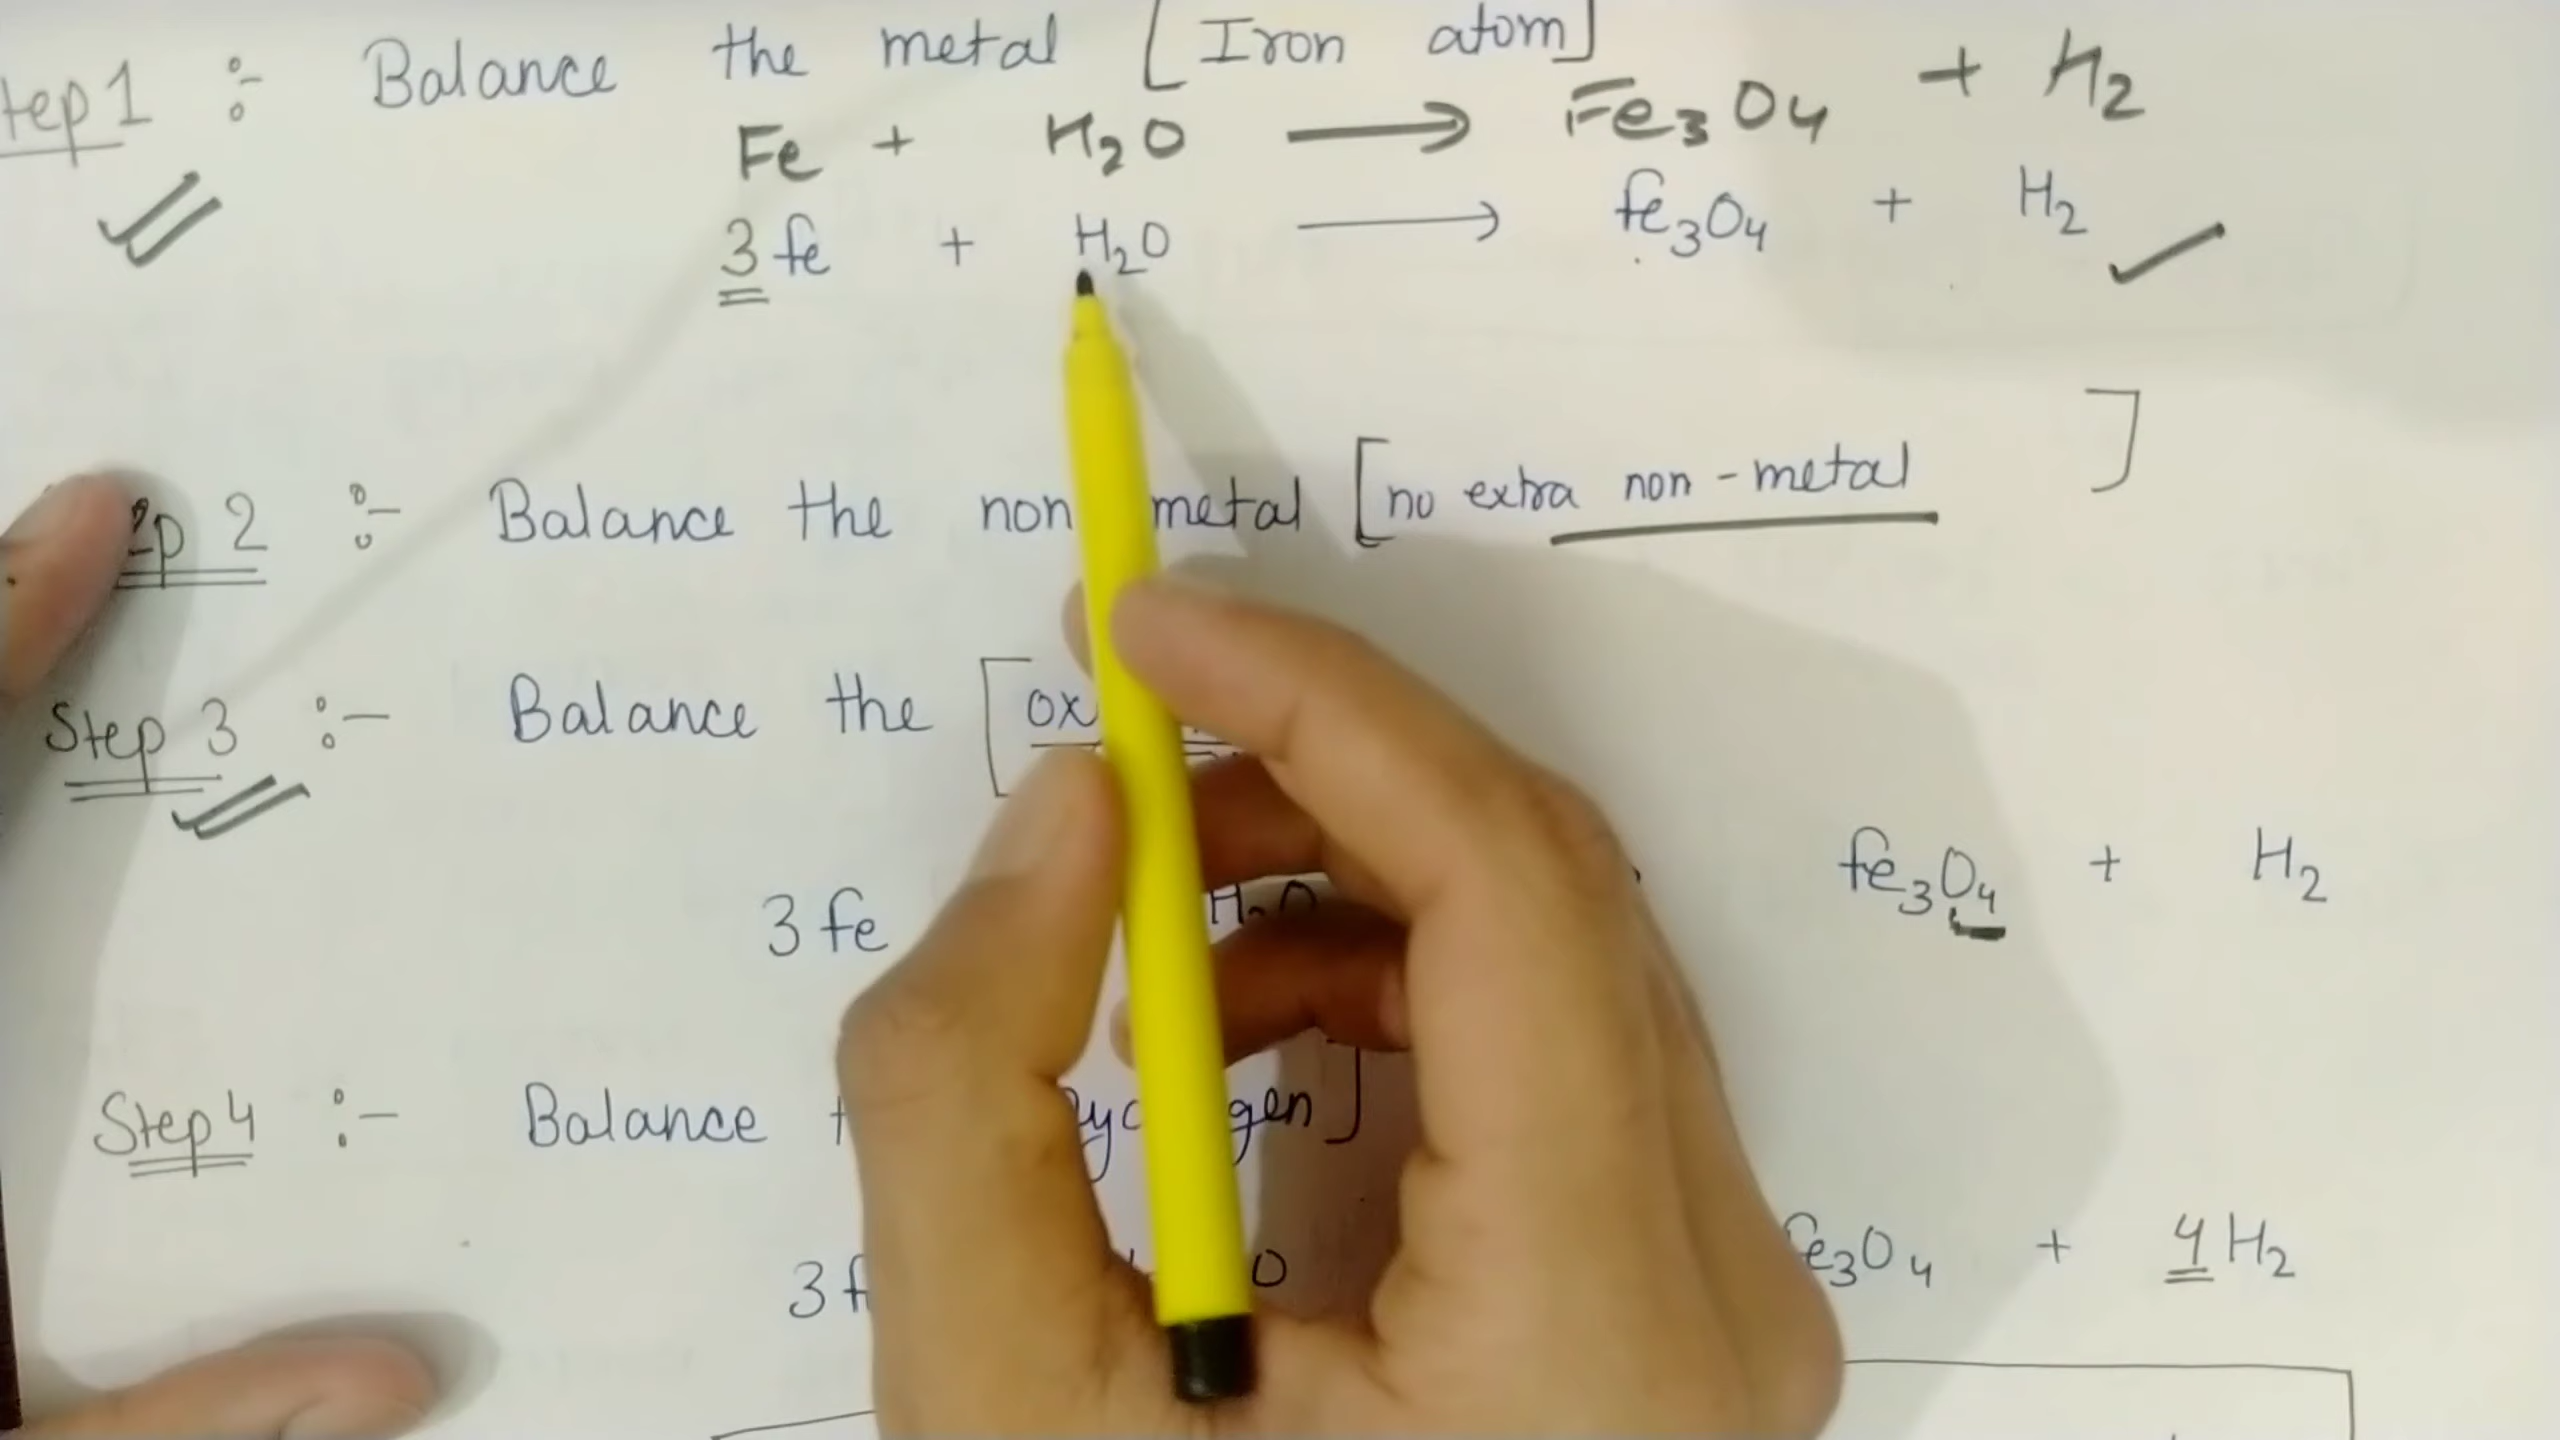 tep 1 :- Balance the metal [Iron atom]
Fe + H₂O ⟶ Fe₃O₄ + H₂
3 fe + H₂O ⟶ fe₃O₄ + H₂
2 :- Balance the non metal [no extra non-metal ]
Step 3 :- Balance the [
3 fe H₂O fe₃O₄ + H₂
Step 4 :- Balance
3 O e₃O₄ + 4 H₂